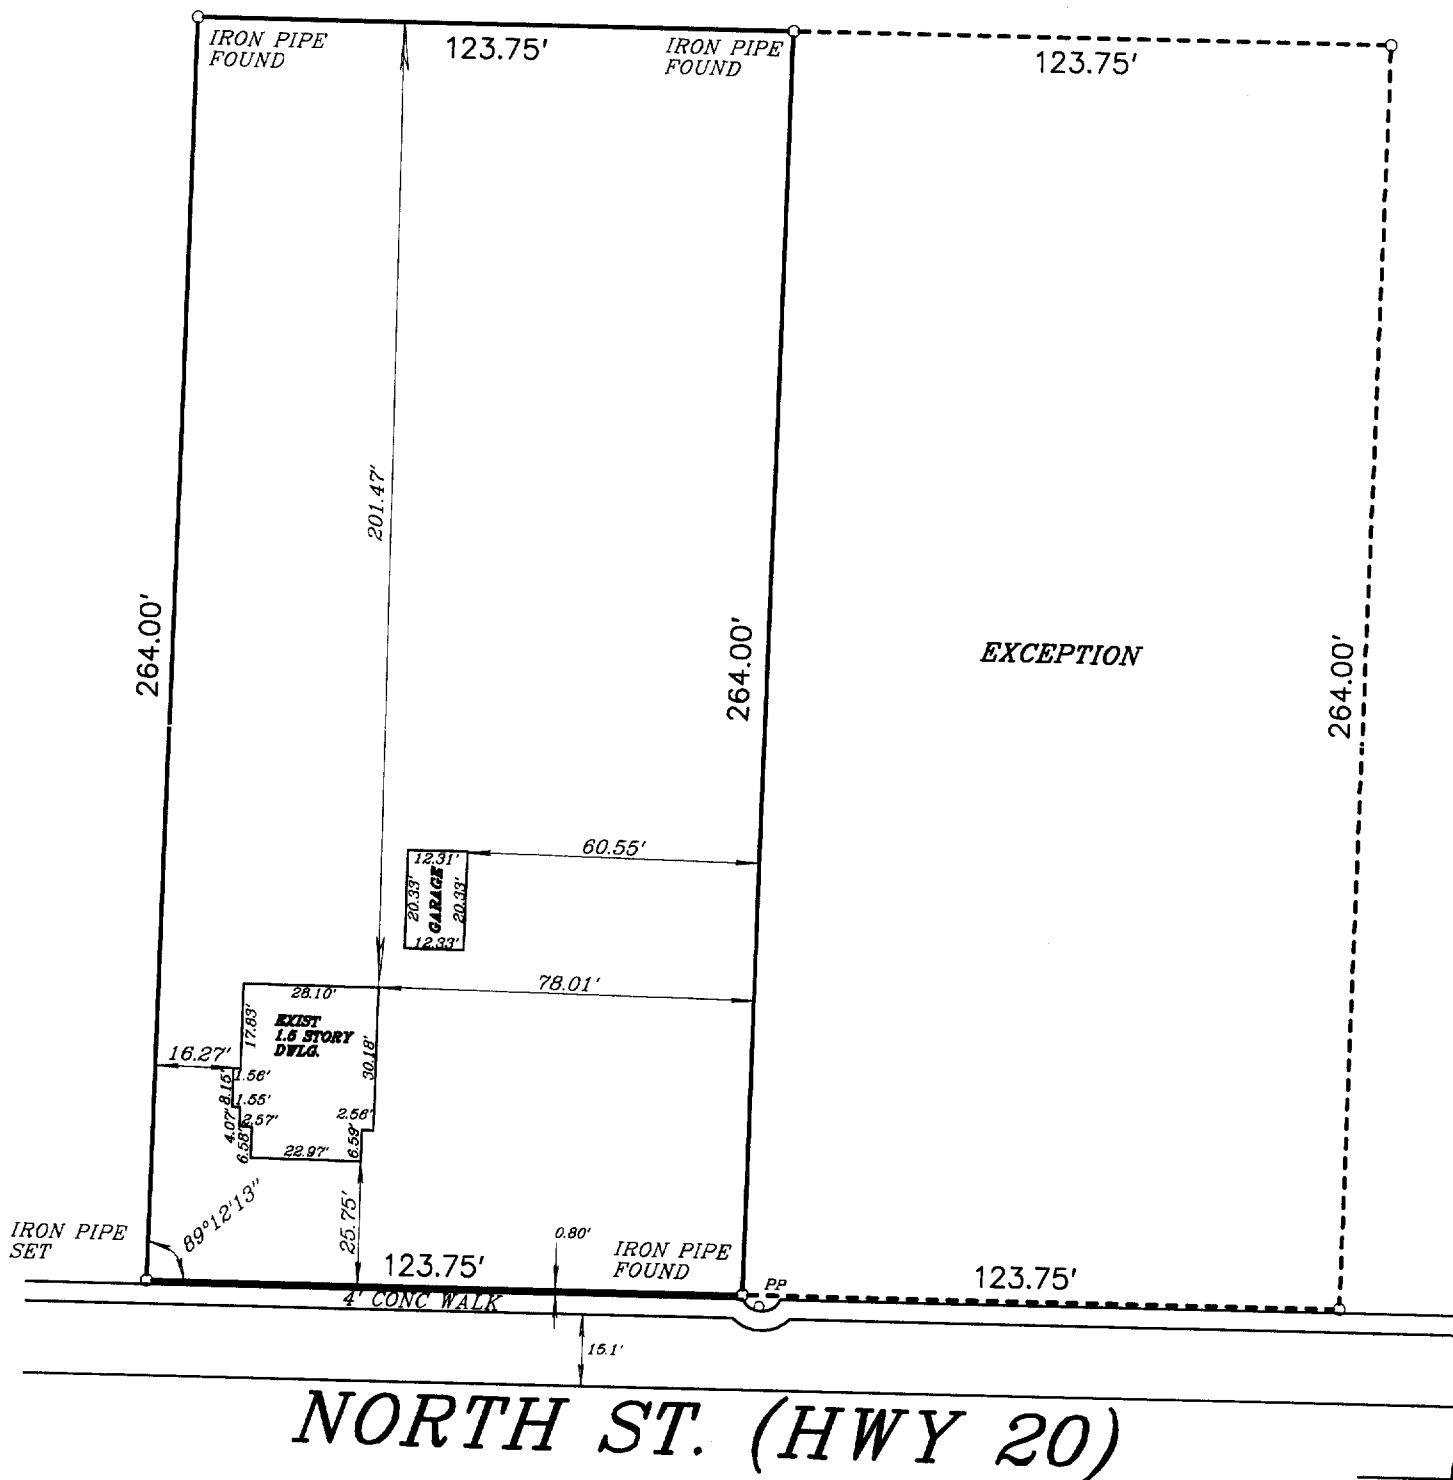 IRON PIPE
FOUND
123.75'
IRON PIPE
FOUND
123.75'
201.47'
264.00'
264.00'
EXCEPTION
264.00'
12.31'
20.33'
GARAGE
20.33'
12.33'
60.55'
78.01'
28.10'
17.83'
EXIST
1.5 STORY
DWLG.
30.18'
16.27'
1.56'
8.15'
1.55'
4.07'
2.57'
6.58'
22.97'
2.56'
6.59'
25.75'
89°12'13"
IRON PIPE
SET
123.75'
0.80'
IRON PIPE
FOUND
PP
123.75'
4' CONC WALK
15.1'
NORTH ST. (HWY 20)